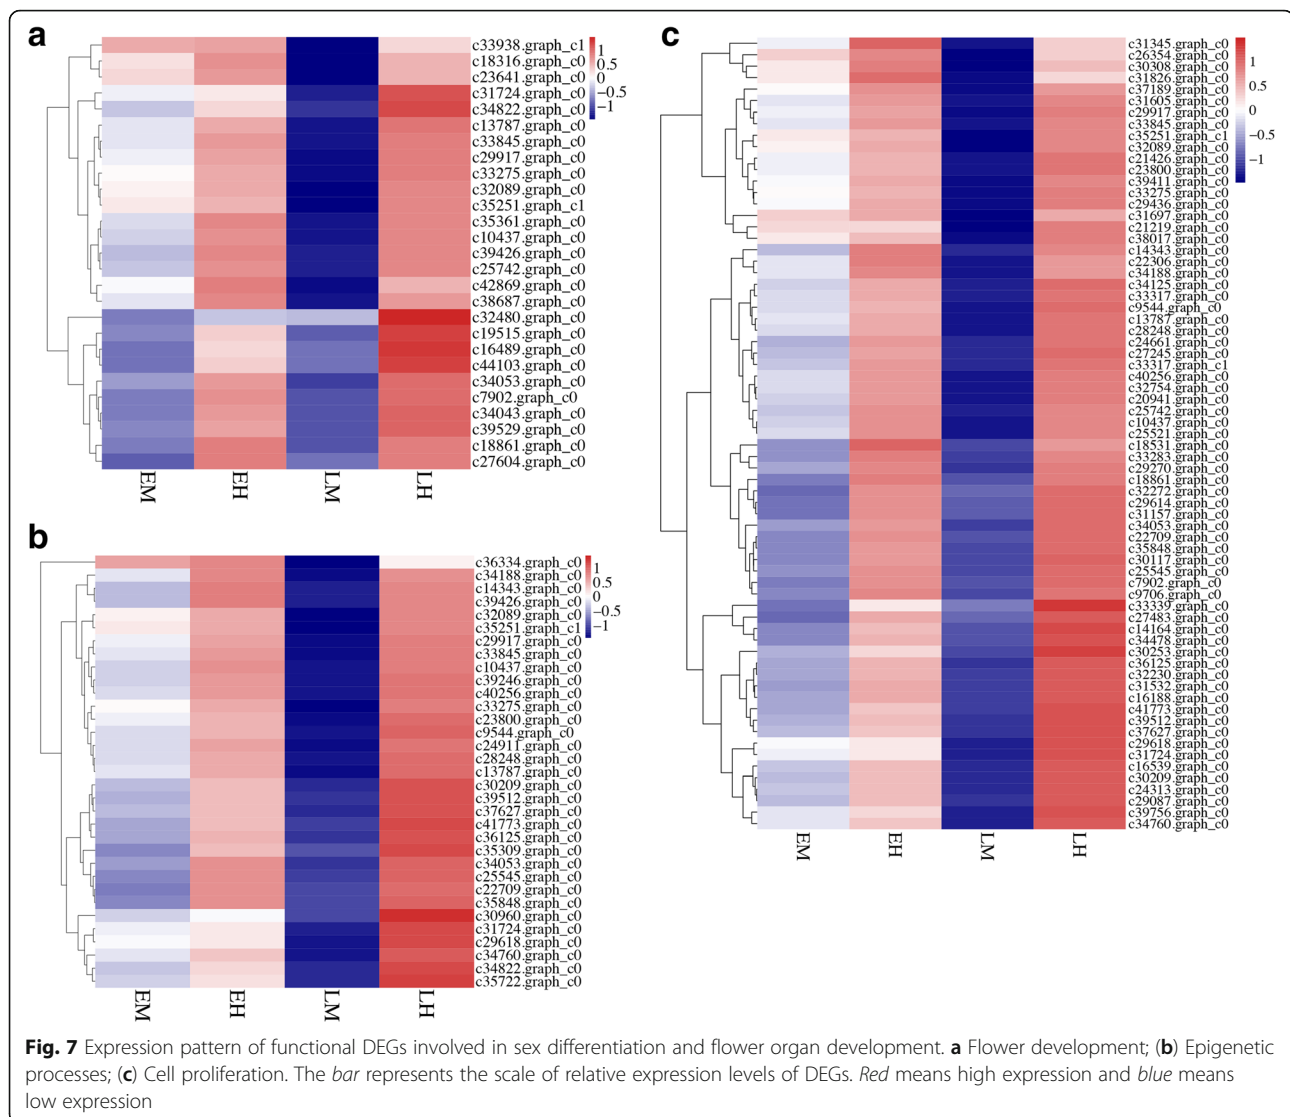 a
c33938.graph_c1
c18316.graph_c0
c23641.graph_c0
c31724.graph_c0
c34822.graph_c0
c13787.graph_c0
c33845.graph_c0
c29917.graph_c0
c33275.graph_c0
c32089.graph_c0
c35251.graph_c1
c35361.graph_c0
c10437.graph_c0
c39426.graph_c0
c25742.graph_c0
c42869.graph_c0
c38687.graph_c0
c32480.graph_c0
c19515.graph_c0
c16489.graph_c0
c44103.graph_c0
c34053.graph_c0
c7902.graph_c0
c34043.graph_c0
c39529.graph_c0
c18861.graph_c0
c27604.graph_c0
1
0.5
−0.5
−1
EM
EH
LM
LH
b
c36334.graph_c0
c34188.graph_c0
c14343.graph_c0
c39426.graph_c0
c32089.graph_c0
c35251.graph_c1
c29917.graph_c0
c33845.graph_c0
c10437.graph_c0
c39246.graph_c0
c40256.graph_c0
c33275.graph_c0
c23800.graph_c0
c9544.graph_c0
c24911.graph_c0
c28248.graph_c0
c13787.graph_c0
c30209.graph_c0
c39512.graph_c0
c37627.graph_c0
c41773.graph_c0
c36125.graph_c0
c35309.graph_c0
c34053.graph_c0
c25545.graph_c0
c22709.graph_c0
c35848.graph_c0
c30960.graph_c0
c31724.graph_c0
c29618.graph_c0
c34760.graph_c0
c34822.graph_c0
c35722.graph_c0
1
0.5
0
−0.5
−1
EM
EH
LM
LH
c
c31345.graph_c0
c26354.graph_c0
c30308.graph_c0
c31826.graph_c0
c37189.graph_c0
c31605.graph_c0
c29917.graph_c0
c33845.graph_c0
c35251.graph_c1
c32089.graph_c0
c21426.graph_c0
c23800.graph_c0
c39411.graph_c0
c33275.graph_c0
c29436.graph_c0
c31697.graph_c0
c21219.graph_c0
c38017.graph_c0
c14343.graph_c0
c22306.graph_c0
c34188.graph_c0
c34125.graph_c0
c33317.graph_c0
c9544.graph_c0
c13787.graph_c0
c28248.graph_c0
c24661.graph_c0
c27245.graph_c0
c33317.graph_c1
c40256.graph_c0
c32754.graph_c0
c20941.graph_c0
c25742.graph_c0
c10437.graph_c0
c25521.graph_c0
c18531.graph_c0
c33283.graph_c0
c29270.graph_c0
c18861.graph_c0
c32272.graph_c0
c29614.graph_c0
c31157.graph_c0
c34053.graph_c0
c22709.graph_c0
c35848.graph_c0
c30117.graph_c0
c25545.graph_c0
c7902.graph_c0
c9706.graph_c0
c33339.graph_c0
c27483.graph_c0
c14164.graph_c0
c34478.graph_c0
c30253.graph_c0
c36125.graph_c0
c32230.graph_c0
c31532.graph_c0
c16188.graph_c0
c41773.graph_c0
c39512.graph_c0
c37627.graph_c0
c29618.graph_c0
c31724.graph_c0
c16539.graph_c0
c30209.graph_c0
c24313.graph_c0
c29087.graph_c0
c39756.graph_c0
c34760.graph_c0
1
0.5
0
−0.5
−1
EM
EH
LM
LH
Fig. 7 Expression pattern of functional DEGs involved in sex differentiation and flower organ development. a Flower development; (b) Epigenetic
processes; (c) Cell proliferation. The bar represents the scale of relative expression levels of DEGs. Red means high expression and blue means
low expression